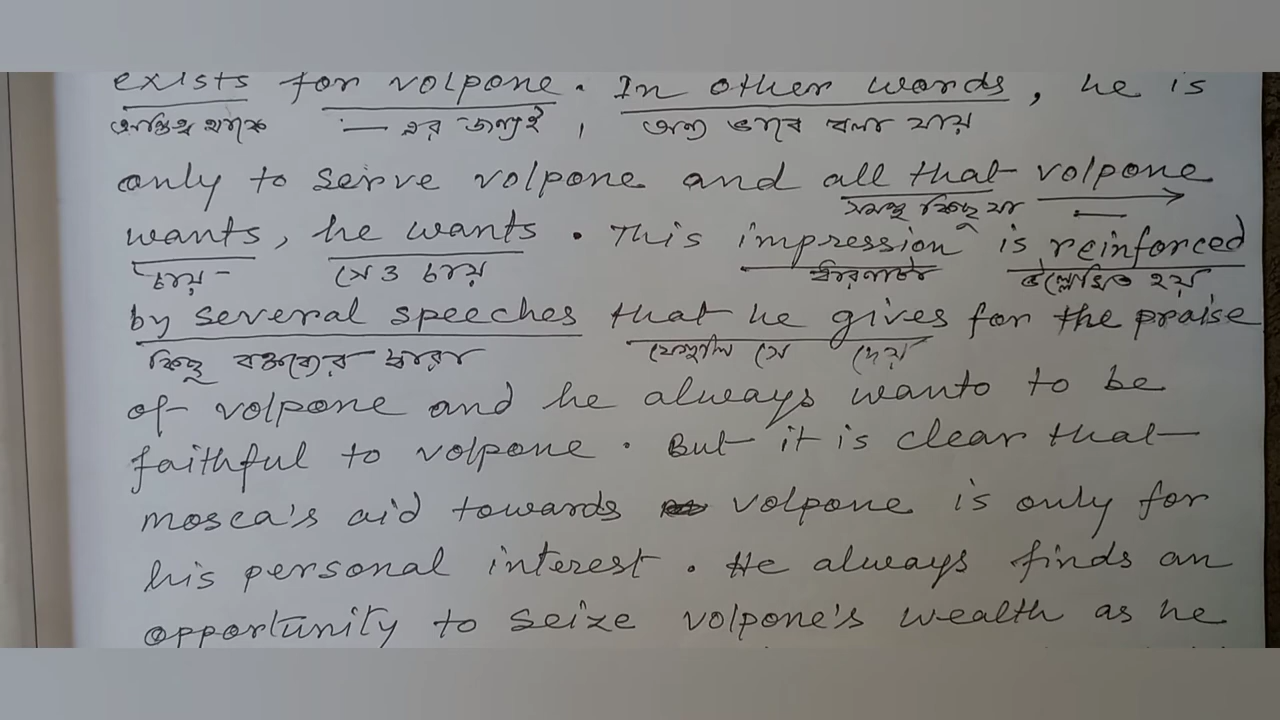 exists for volpone. In other words, he is
অস্তিত্ব থাকে — এর জন্যই, অন্য ভাবে বলা যায়
only to serve volpone and all that volpone
সমস্ত কিছু যা —
wants, he wants. This impression is reinforced
চায় - সে ও চায় ধারনাটি উল্লেখিত হয়
by several speeches that he gives for the praise
কিছু বক্তব্যের দ্বারা যেগুলি সে দেয়
of volpone and he always wants to be
faithful to volpone. But it is clear that
mosca's aid towards volpone is only for
his personal interest. He always finds an
opportunity to seize volpone's wealth as he